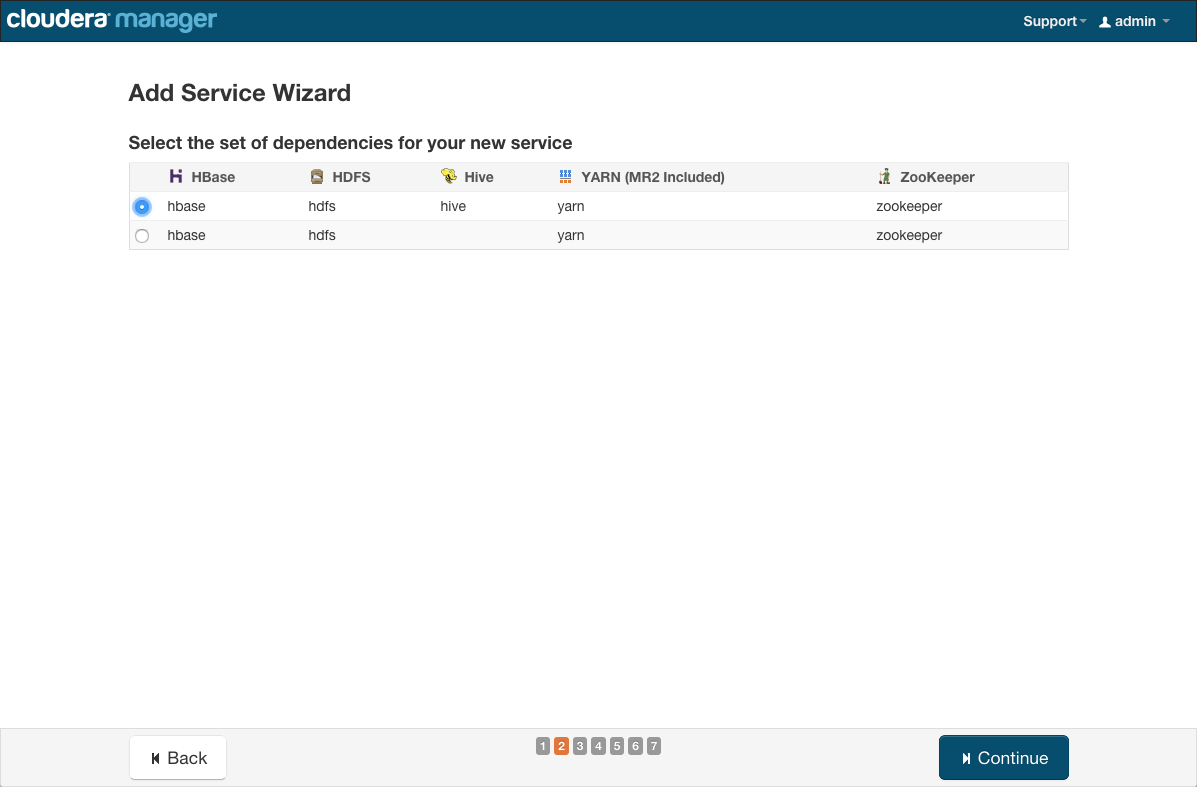 cloudera manager Support admin
Add Service Wizard
Select the set of dependencies for your new service
HBase HDFS Hive YARN (MR2 Included) ZooKeeper
hbase hdfs hive yarn zookeeper
hbase hdfs yarn zookeeper
Back 1 2 3 4 5 6 7 Continue